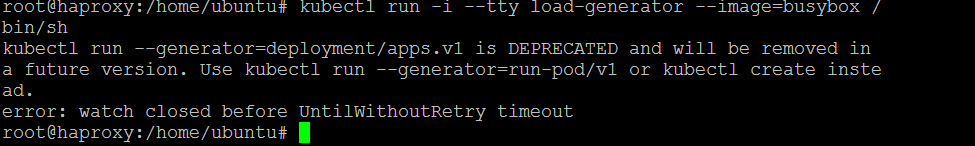 root@haproxy:/home/ubuntu# kubectl run -i --tty load-generator --image=busybox /
bin/sh
kubectl run --generator=deployment/apps.v1 is DEPRECATED and will be removed in
a future version. Use kubectl run --generator=run-pod/v1 or kubectl create inste
ad.
error: watch closed before UntilWithoutRetry timeout
root@haproxy:/home/ubuntu#